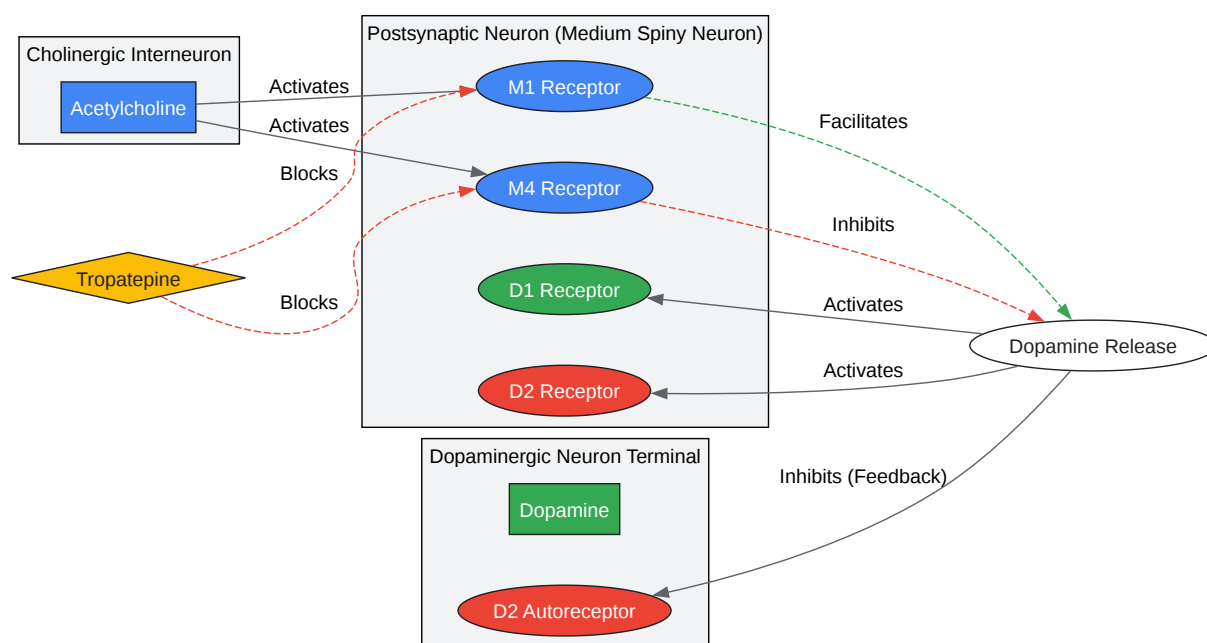 Postsynaptic Neuron (Medium Spiny Neuron)
Cholinergic Interneuron
Acetylcholine
Activates
Activates
M1 Receptor
Facilitates
Blocks
M4 Receptor
Inhibits
Tropatepine
Blocks
D1 Receptor
Activates
Dopamine Release
Activates
D2 Receptor
Dopaminergic Neuron Terminal
Inhibits (Feedback)
Dopamine
D2 Autoreceptor